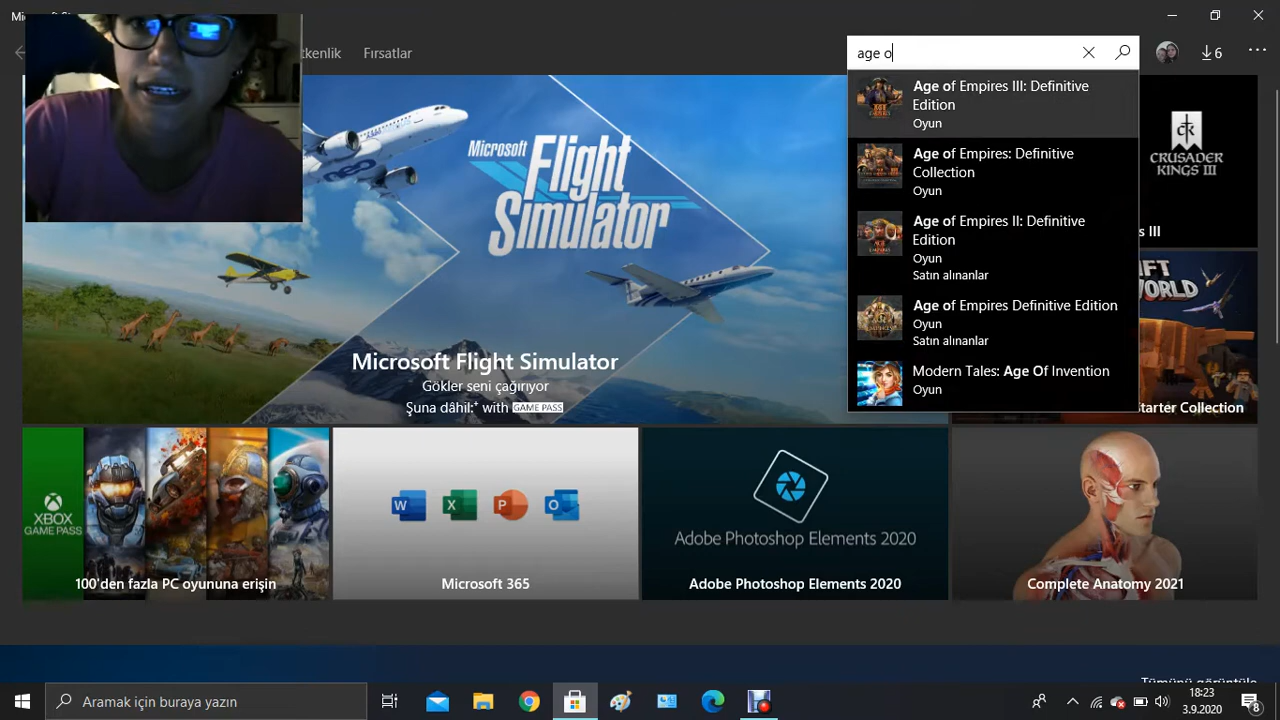 Mic
tkenlik
Fırsatlar
age o
6
Age of Empires III: Definitive
Edition
Oyun
Age of Empires: Definitive
Collection
Oyun
Age of Empires II: Definitive
Edition
Oyun
Satın alınanlar
Age of Empires Definitive Edition
Oyun
Satın alınanlar
Modern Tales: Age Of Invention
Oyun
Microsoft
Flight
Simulator
Microsoft Flight Simulator
Gökler seni çağırıyor
Şuna dâhil:+ with GAME PASS
CRUSADER
KINGS III
s III
WORLD
Starter Collection
XBOX
GAME PASS
100'den fazla PC oyununa erişin
W X P O
Microsoft 365
Adobe Photoshop Elements 2020
Adobe Photoshop Elements 2020
Complete Anatomy 2021
Tümünü görüntüle
Aramak için buraya yazın
18:23
3.9.2020
8